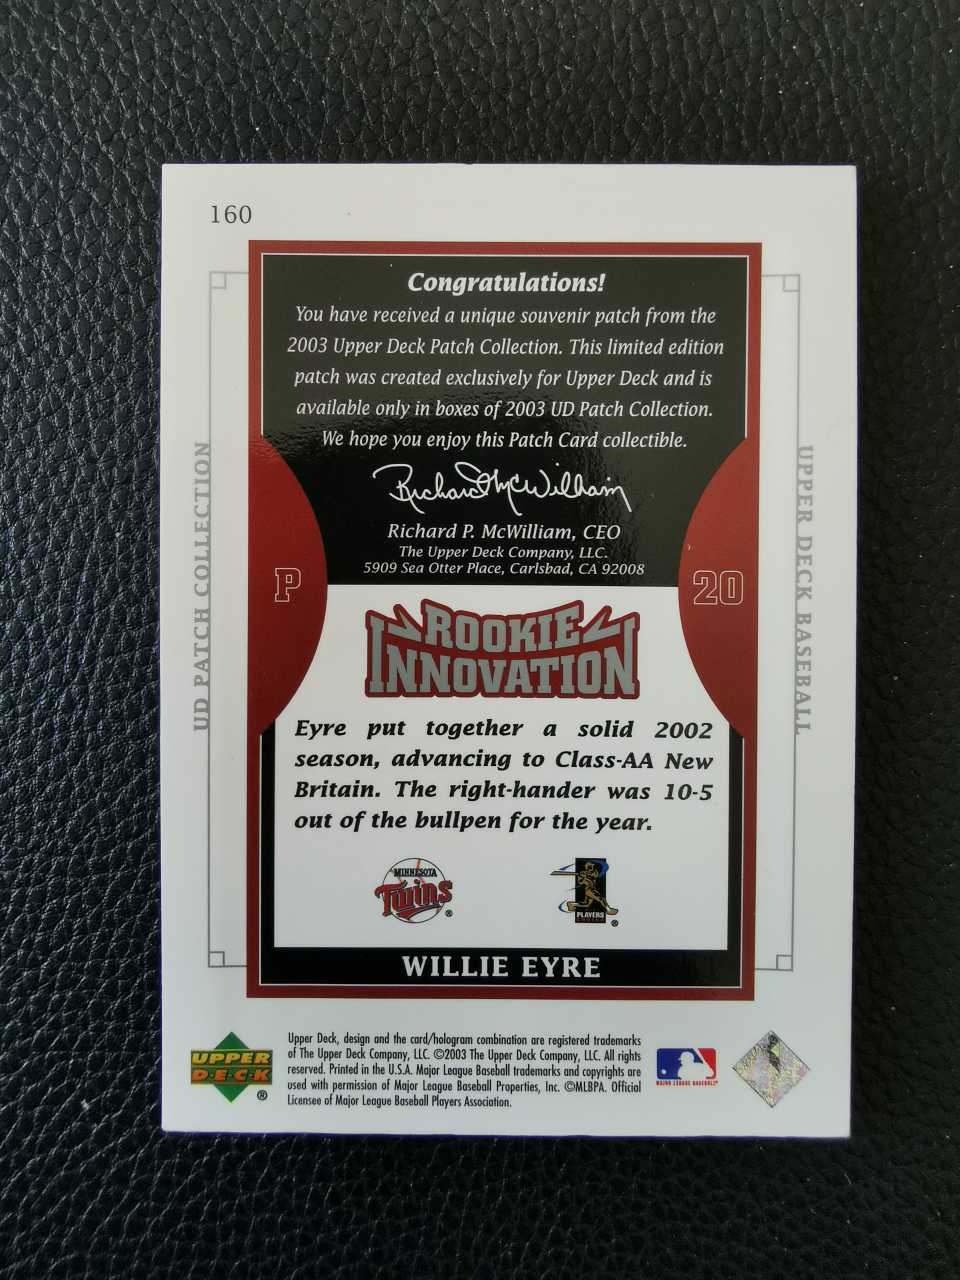 160
Congratulations!
You have received a unique souvenir patch from the
2003 Upper Deck Patch Collection. This limited edition
patch was created exclusively for Upper Deck and is
available only in boxes of 2003 UD Patch Collection.
We hope you enjoy this Patch Card collectible.
Richard McWilliam
Richard P. McWilliam, CEO
The Upper Deck Company, LLC.
5909 Sea Otter Place, Carlsbad, CA 92008
UD PATCH COLLECTION
UPPER DECK BASEBALL
P
20
ROOKIE
INNOVATION
Eyre put together a solid 2002
season, advancing to Class-AA New
Britain. The right-hander was 10-5
out of the bullpen for the year.
MINNESOTA
Twins ®
PLAYERS
CHOICE ®
WILLIE EYRE
UPPER
DECK ®
Upper Deck, design and the card/hologram combination are registered trademarks
of The Upper Deck Company, LLC. ©2003 The Upper Deck Company, LLC. All rights
reserved. Printed in the U.S.A. Major League Baseball trademarks and copyrights are
used with permission of Major League Baseball Properties, Inc. ©MLBPA. Official
Licensee of Major League Baseball Players Association.
MAJOR LEAGUE BASEBALL®